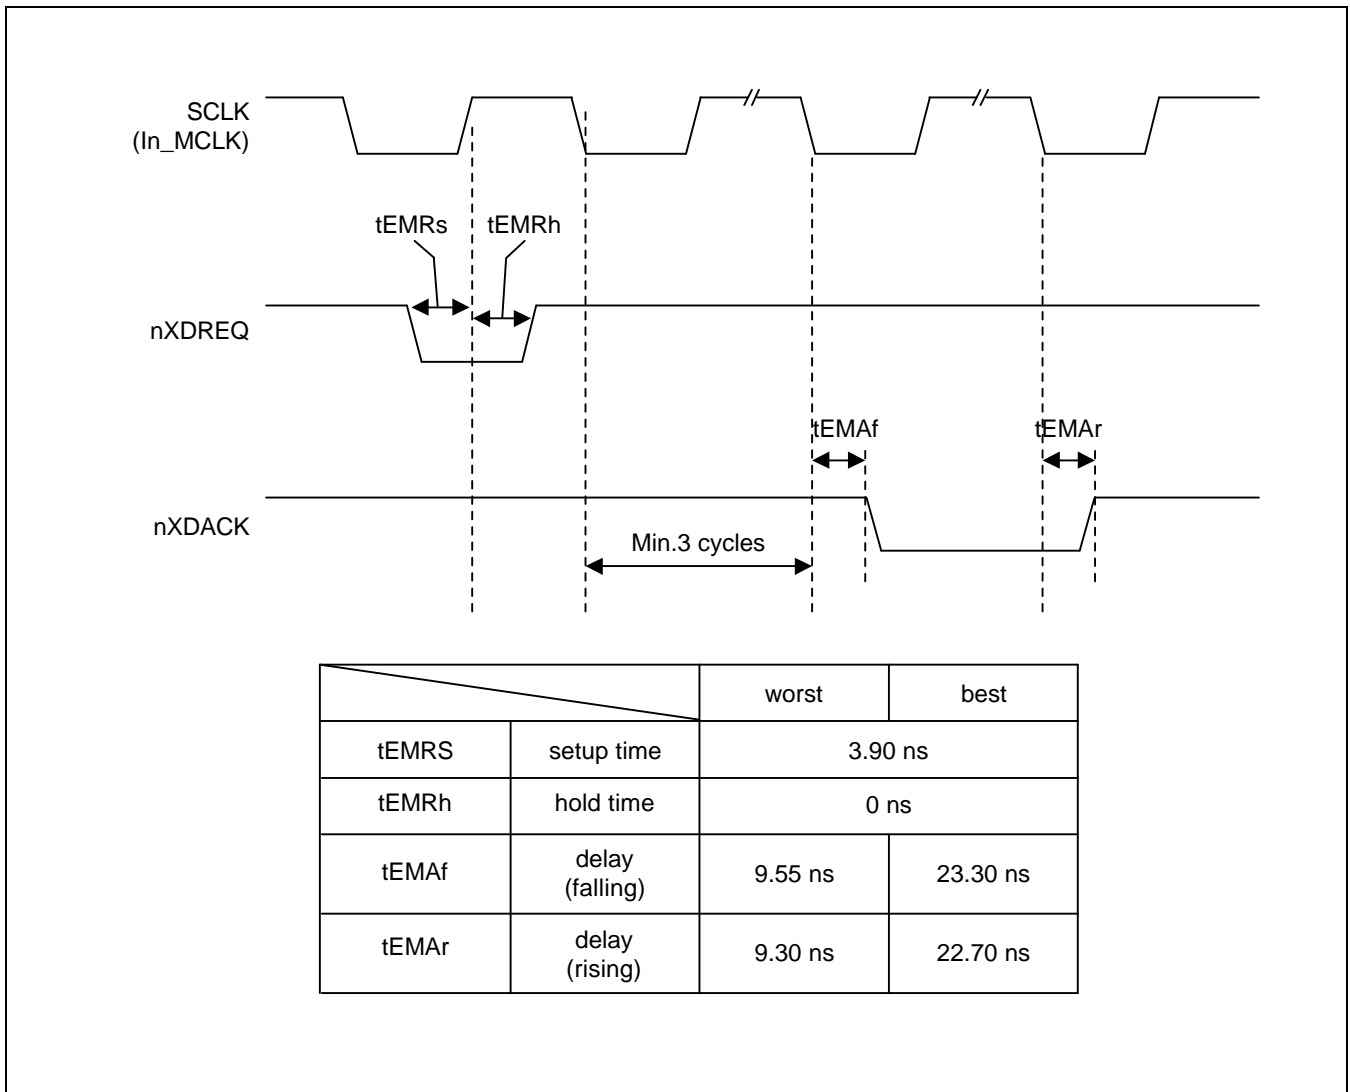 SCLK
(In_MCLK)
tEMRs tEMRh
nXDREQ
tEMAf tEMAr
nXDACK
Min.3 cycles
worst best
tEMRS setup time 3.90 ns
tEMRh hold time 0 ns
tEMAf delay (falling) 9.55 ns 23.30 ns
tEMAr delay (rising) 9.30 ns 22.70 ns